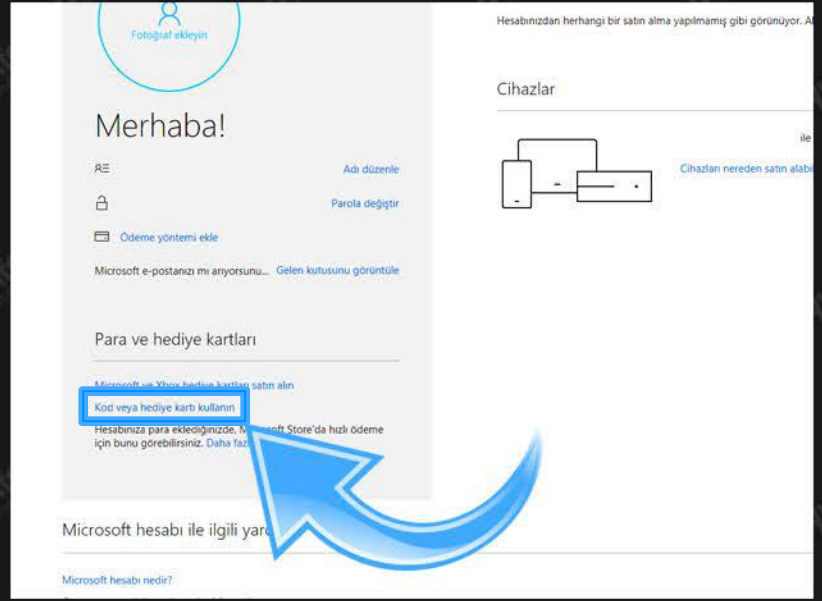 Fotoğraf ekleyin
Merhaba!
Adı düzenle
Parola değiştir
Ödeme yöntemi ekle
Microsoft e-postanızı mı arıyorsunu... Gelen kutusunu görüntüle
Para ve hediye kartları
Microsoft ve Xbox hediye kartları satın alın
Kod veya hediye kartı kullanın
Hesabınıza para eklediğinizde, Microsoft Store'da hızlı ödeme
için bunu görebilirsiniz. Daha faz
Hesabınızdan herhangi bir satın alma yapılmamış gibi görünüyor.
Cihazlar
ile
Cihazları nereden satın alabi
Microsoft hesabı ile ilgili yard
Microsoft hesabı nedir?